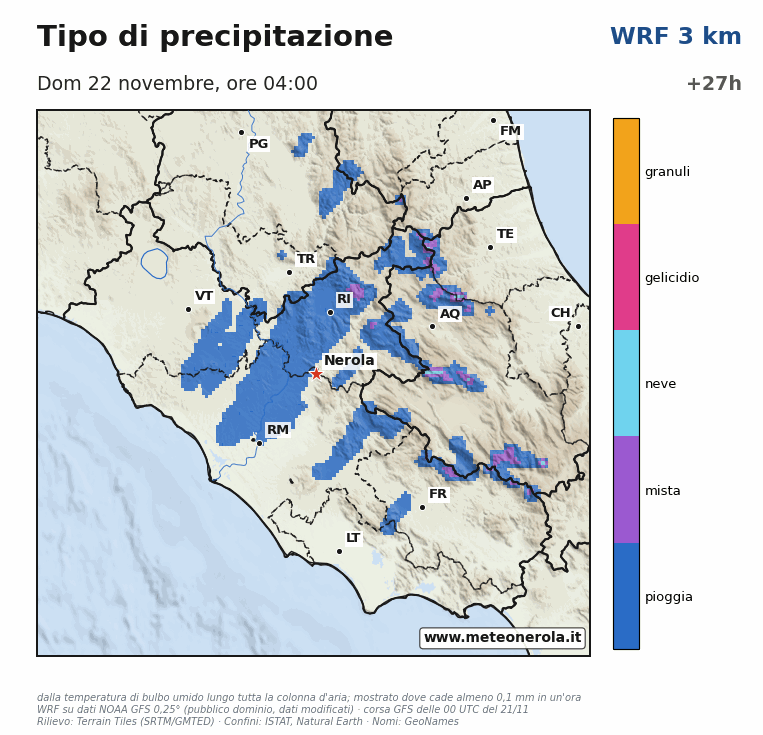 Tipo di precipitazione
WRF 3 km
Dom 22 novembre, ore 04:00
+27h
FM
PG
AP
TE
TR
VT
RI
AQ
CH
Nerola
RM
FR
LT
granuli
gelicidio
neve
mista
pioggia
www.meteonerola.it
dalla temperatura di bulbo umido lungo tutta la colonna d'aria; mostrato dove cade almeno 0,1 mm in un'ora
WRF su dati NOAA GFS 0,25° (pubblico dominio, dati modificati) · corsa GFS delle 00 UTC del 21/11
Rilievo: Terrain Tiles (SRTM/GMTED) · Confini: ISTAT, Natural Earth · Nomi: GeoNames